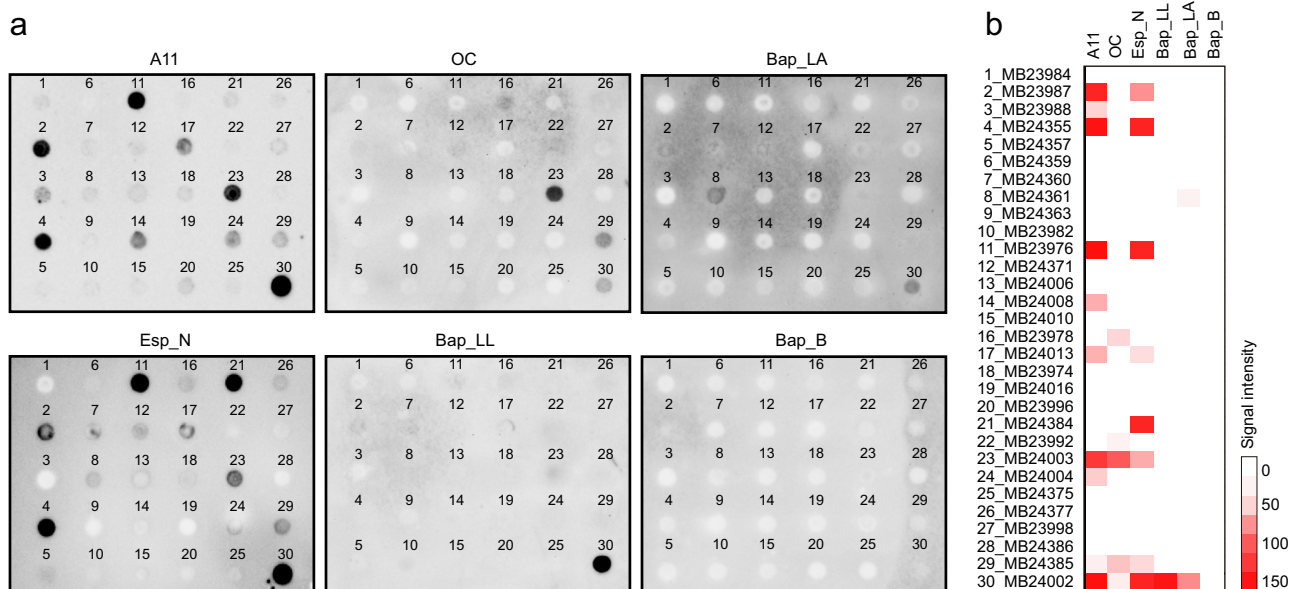 a
A11
OC
Bap_LA
1 6 11 16 21 26
1 6 11 16 21 26
1 6 11 16 21 26
2 7 12 17 22 27
2 7 12 17 22 27
2 7 12 17 22 27
3 8 13 18 23 28
3 8 13 18 23 28
3 8 13 18 23 28
4 9 14 19 24 29
4 9 14 19 24 29
4 9 14 19 24 29
5 10 15 20 25 30
5 10 15 20 25 30
5 10 15 20 25 30
Esp_N
Bap_LL
Bap_B
1 6 11 16 21 26
1 6 11 16 21 26
1 6 11 16 21 26
2 7 12 17 22 27
2 7 12 17 22 27
2 7 12 17 22 27
3 8 13 18 23 28
3 8 13 18 23 28
3 8 13 18 23 28
4 9 14 19 24 29
4 9 14 19 24 29
4 9 14 19 24 29
5 10 15 20 25 30
5 10 15 20 25 30
5 10 15 20 25 30
b
A11
OC
Esp_N
Bap_LL
Bap_LA
Bap_B
1_MB23984
2_MB23987
3_MB23988
4_MB24355
5_MB24357
6_MB24359
7_MB24360
8_MB24361
9_MB24363
10_MB23982
11_MB23976
12_MB24371
13_MB24006
14_MB24008
15_MB24010
16_MB23978
17_MB24013
18_MB23974
19_MB24016
20_MB23996
21_MB24384
22_MB23992
23_MB24003
24_MB24004
25_MB24375
26_MB24377
27_MB23998
28_MB24386
29_MB24385
30_MB24002
Signal intensity
0
50
100
150